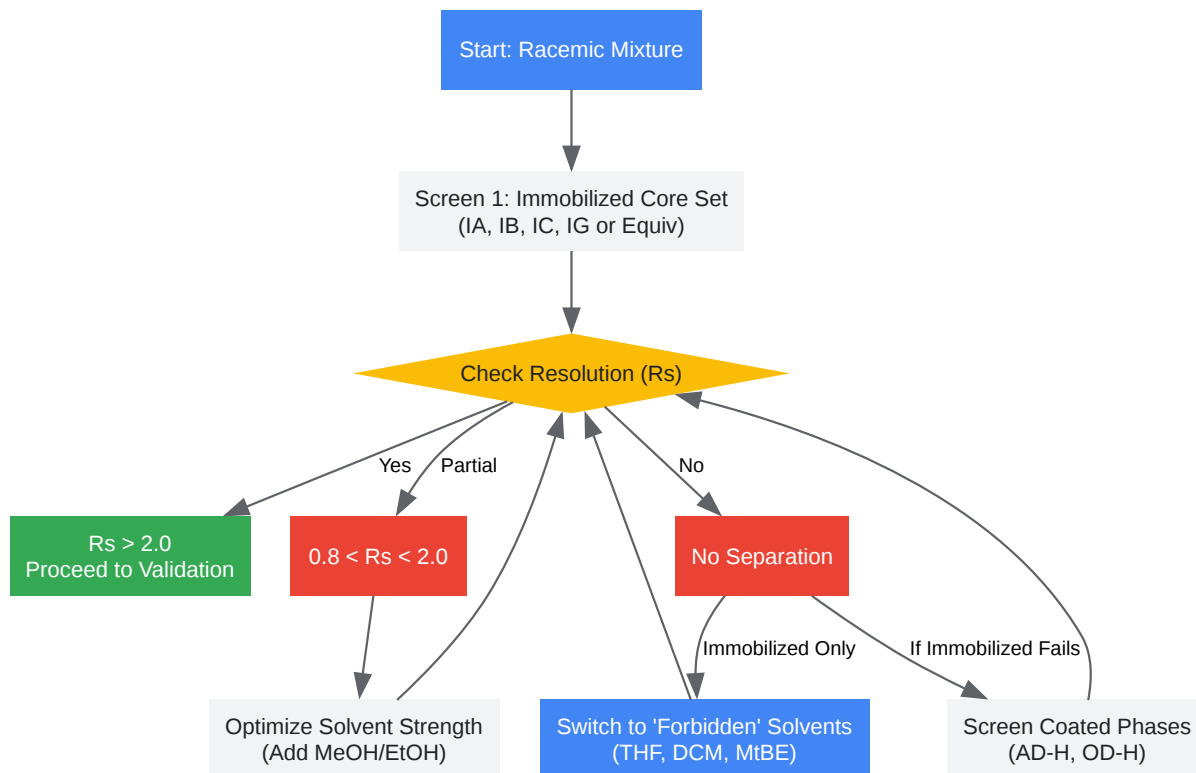 Start: Racemic Mixture
Screen 1: Immobilized Core Set
(IA, IB, IC, IG or Equiv)
Check Resolution (Rs)
Yes
Partial
No
Rs > 2.0
Proceed to Validation
0.8 < Rs < 2.0
No Separation
Immobilized Only
If Immobilized Fails
Optimize Solvent Strength
(Add MeOH/EtOH)
Switch to 'Forbidden' Solvents
(THF, DCM, MtBE)
Screen Coated Phases
(AD-H, OD-H)